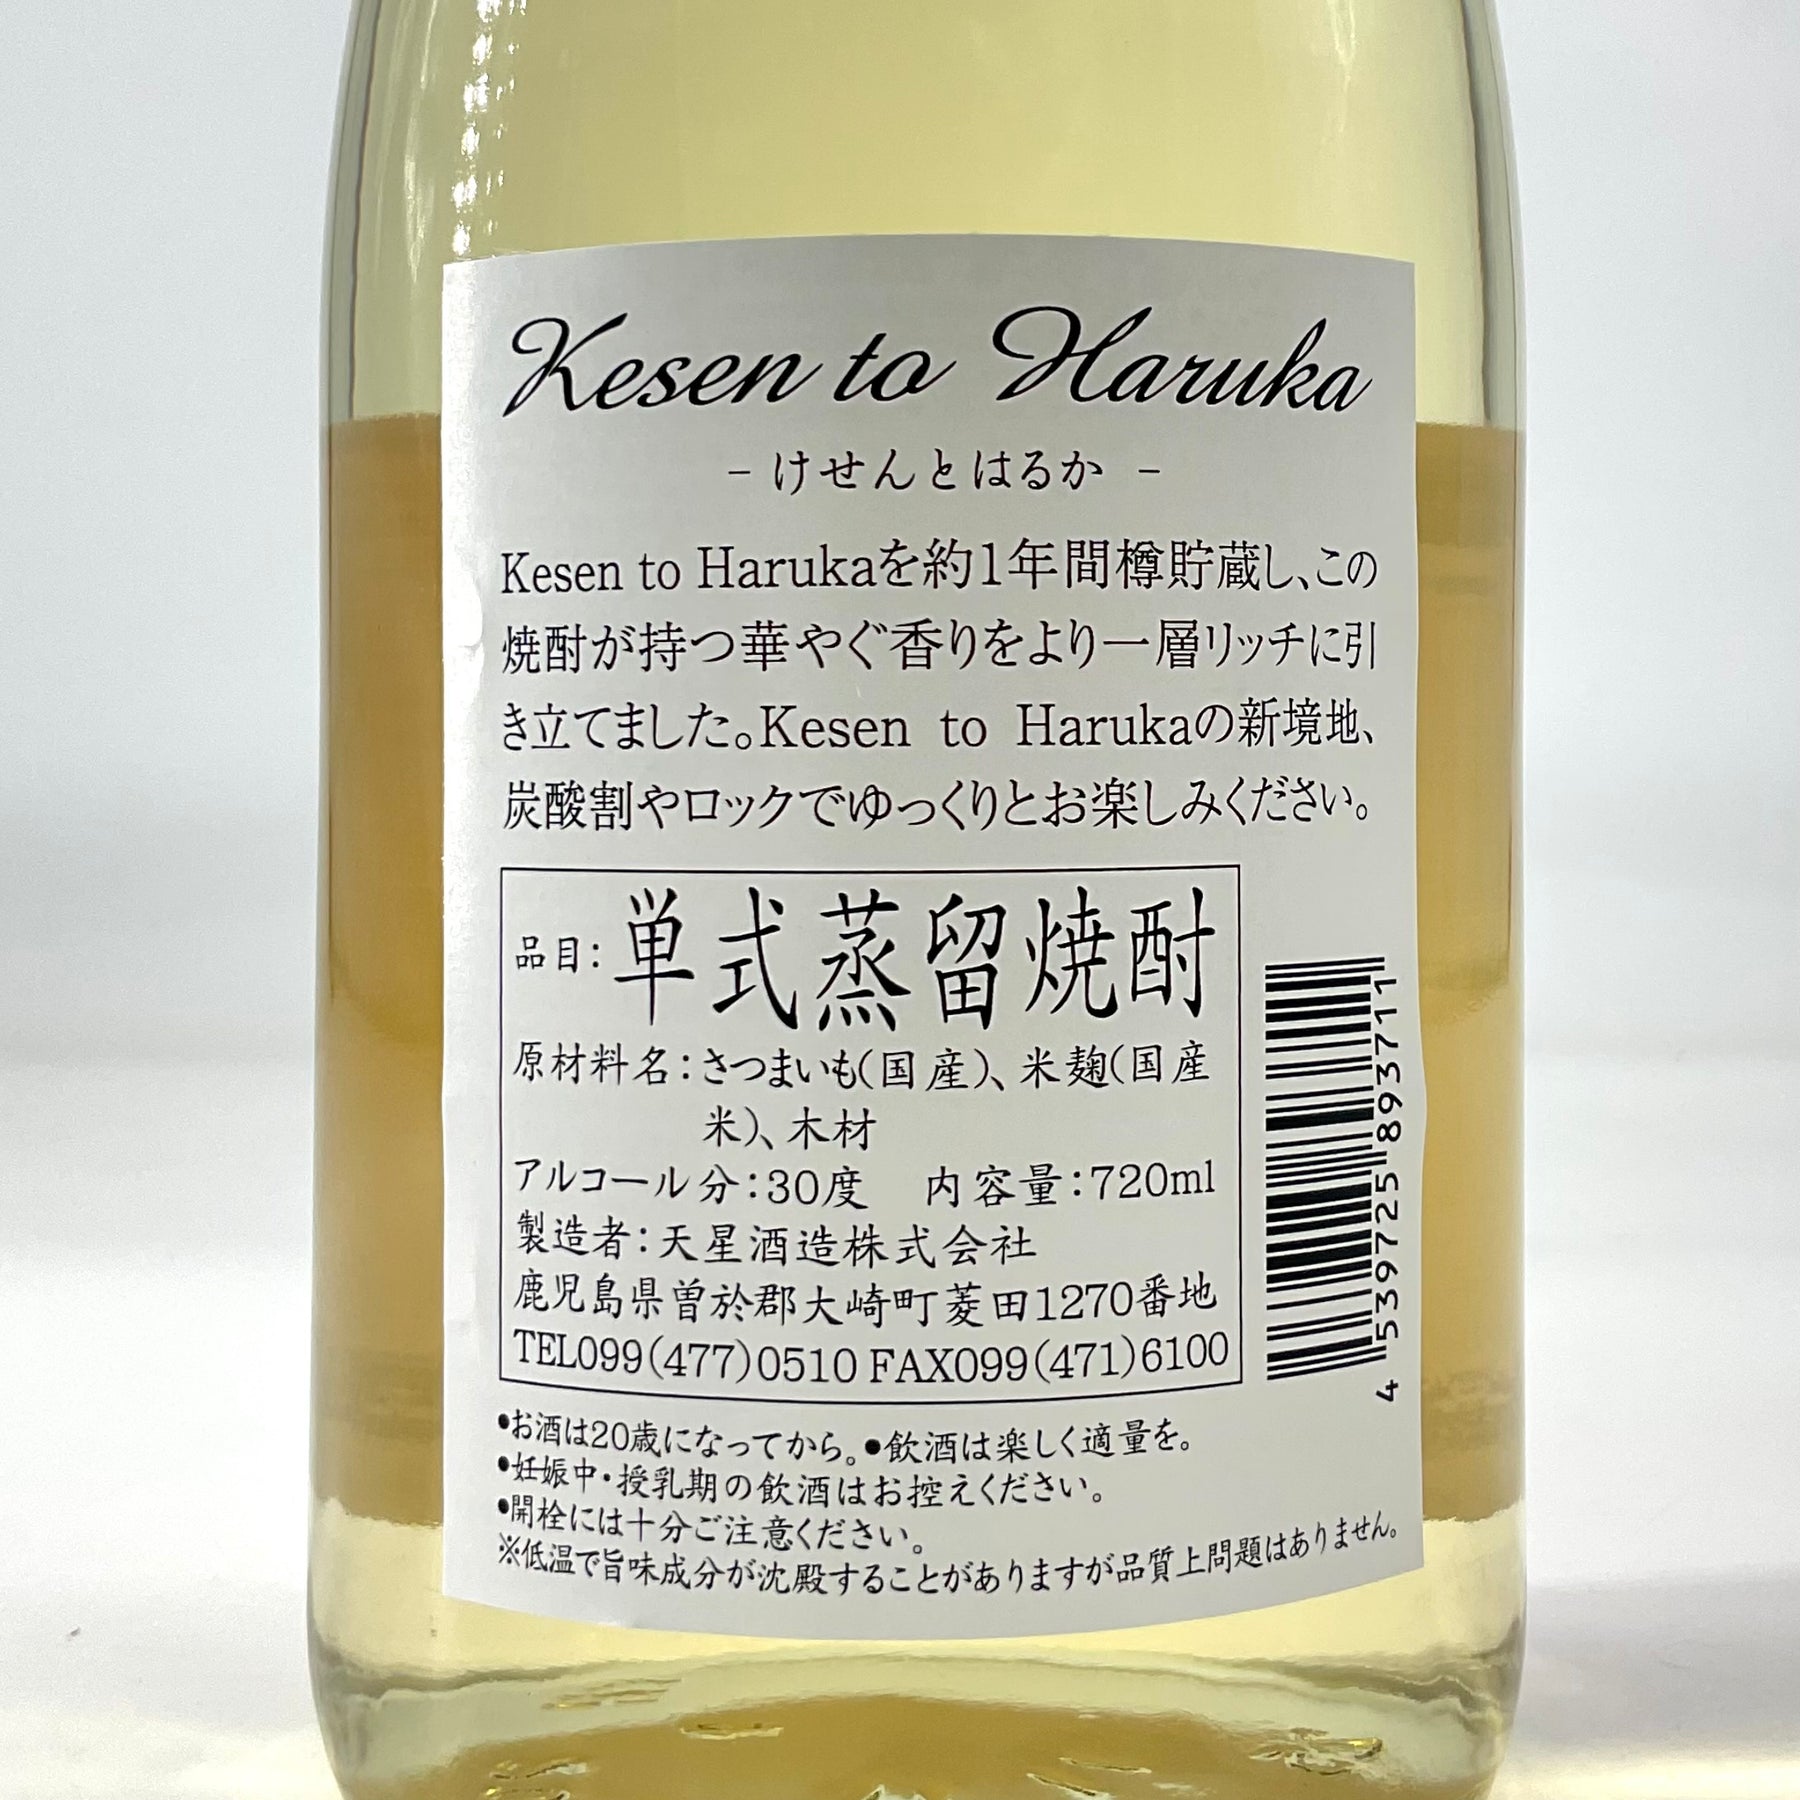 Kesen to Haruka
- けせんとはるか -
Kesen to Harukaを約1年間樽貯蔵し、この
焼酎が持つ華やぐ香りをより一層リッチに引
き立てました。Kesen to Harukaの新境地、
炭酸割やロックでゆっくりとお楽しみください。
品目:単式蒸留焼酎
原材料名:さつまいも(国産)、米麹(国産
米)、木材
アルコール分:30度 内容量:720ml
製造者:天星酒造株式会社
鹿児島県曽於郡大崎町菱田1270番地
TEL099(477)0510 FAX099(471)6100
4539725893711
●お酒は20歳になってから。●飲酒は楽しく適量を。
●妊娠中・授乳期の飲酒はお控えください。
●開栓には十分ご注意ください。
※低温で旨味成分が沈殿することがありますが品質上問題はありません。